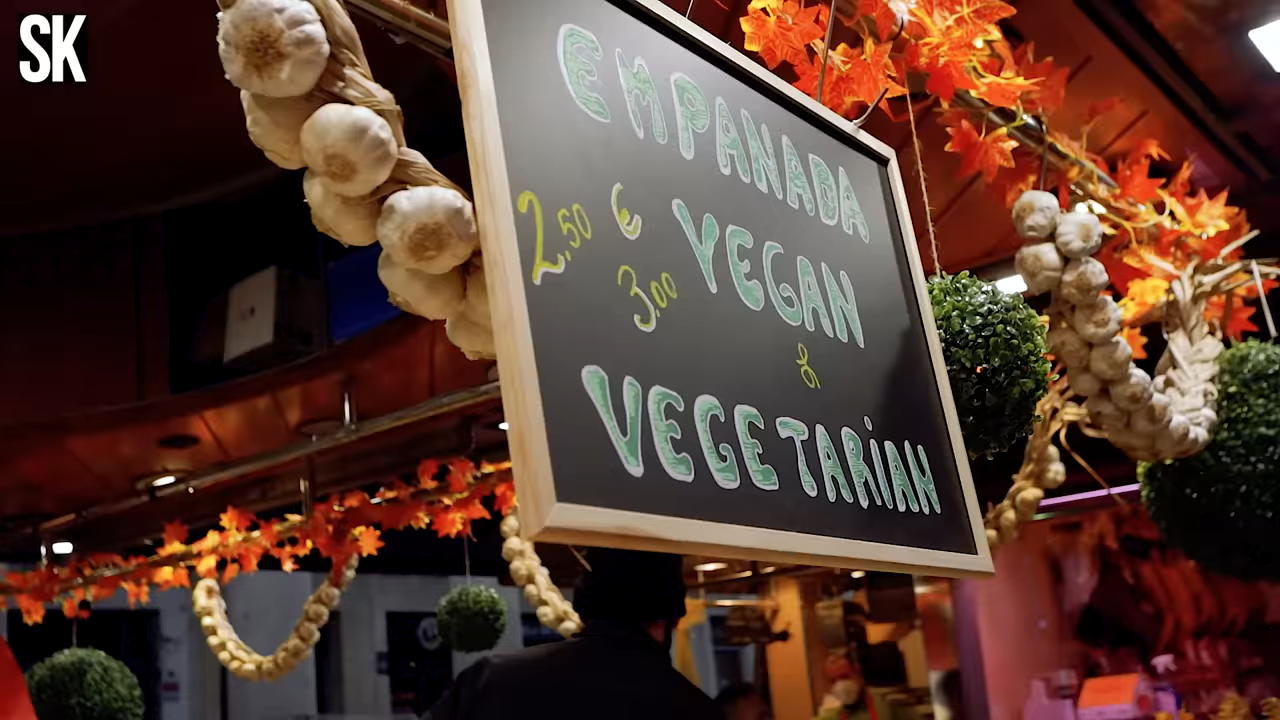 SK
EMPANADA
2,50 € VEGAN
3.00
&
VEGETARIAN